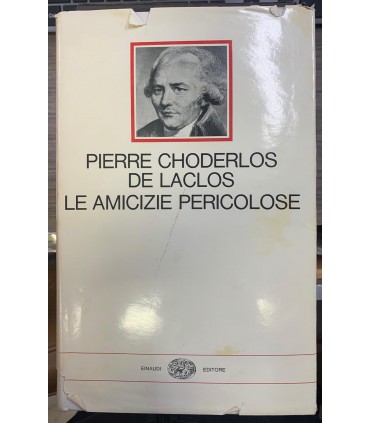 PIERRE CHODERLOS
DE LACLOS
LE AMICIZIE PERICOLOSE
EINAUDI EDITORE